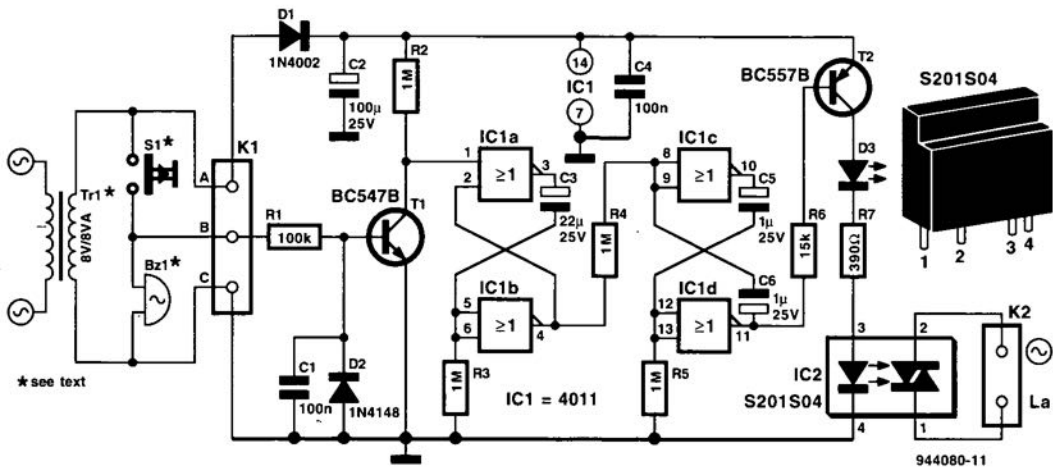 D1
1N4002
C2
100µ
25V
R2
1M
14
IC1
7
C4
100n
T2
BC557B
S201S04
S1*
Tr1*
8V/8VA
K1
A
B
C
R1
100k
BC547B
T1
Bz1*
IC1a
1
2
≥1
3
C3
22µ
25V
R4
1M
IC1c
8
9
≥1
10
C5
1µ
25V
R6
15k
D3
R7
390Ω
1
2
3
4
IC1b
5
6
≥1
4
IC1d
12
13
≥1
11
C6
1µ
25V
K2
La
*see text
C1
100n
D2
1N4148
R3
1M
IC1 = 4011
R5
1M
3
2
IC2
S201S04
4
1
944080-11